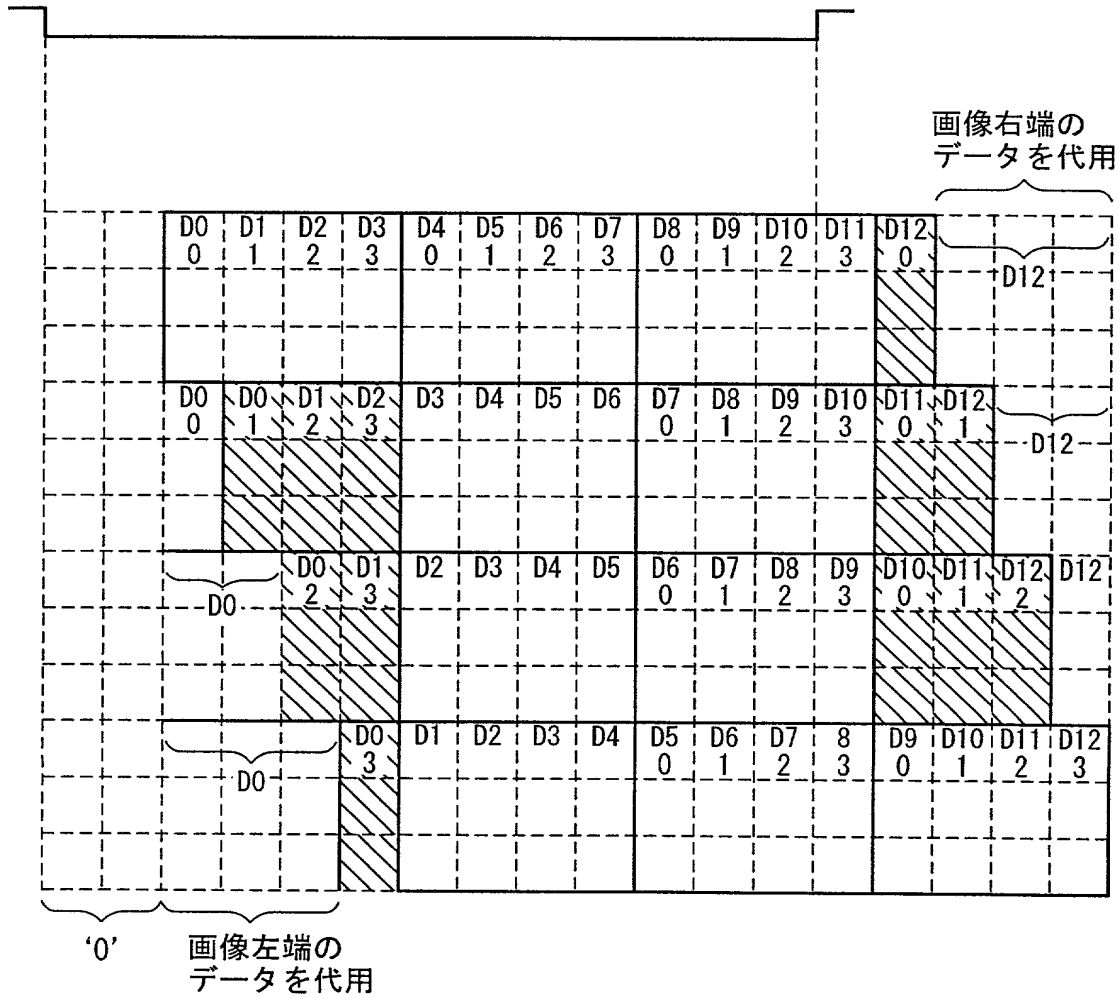 画像右端の
データを代用
D0 D1 D2 D3 D4 D5 D6 D7 D8 D9 D10 D11 D12
0 1 2 3 0 1 2 3 0 1 2 3 0
D12
D0 D0 D1 D2 D3 D4 D5 D6 D7 D8 D9 D10 D11 D12
0 1 2 3 0 1 2 3 0 1
D12
D0 D1 D2 D3 D4 D5 D6 D7 D8 D9 D10 D11 D12 D12
2 3 0 1 2 3 0 1 2
D0
D0 D1 D2 D3 D4 D5 D6 D7 8 D9 D10 D11 D12
3 0 1 2 3 0 1 2 3
D0
'0'
画像左端の
データを代用